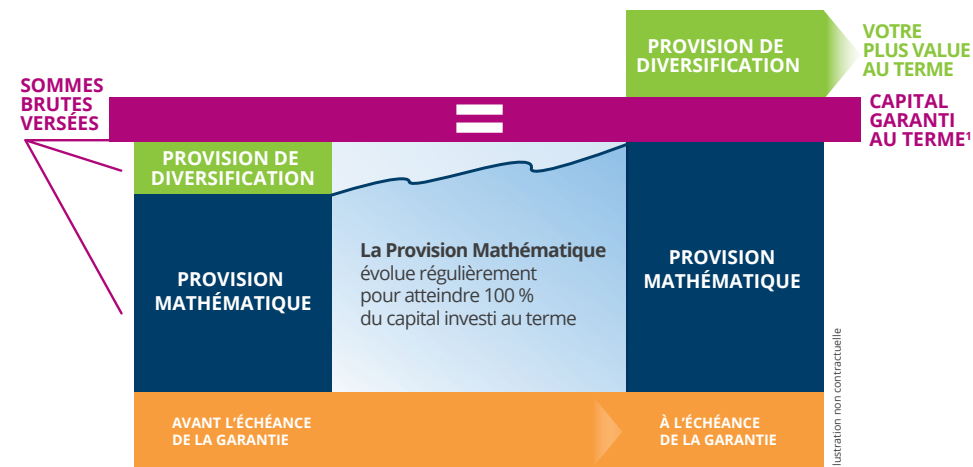 PROVISION DE
DIVERSIFICATION
VOTRE
PLUS VALUE
AU TERME
SOMMES
BRUTES
VERSÉES
=
CAPITAL
GARANTI
AU TERME¹
PROVISION DE
DIVERSIFICATION
PROVISION
MATHÉMATIQUE
La Provision Mathématique
évolue régulièrement
pour atteindre 100 %
du capital investi au terme
PROVISION
MATHÉMATIQUE
AVANT L’ÉCHÉANCE
DE LA GARANTIE
À L’ÉCHÉANCE
DE LA GARANTIE
lustration non contractuelle